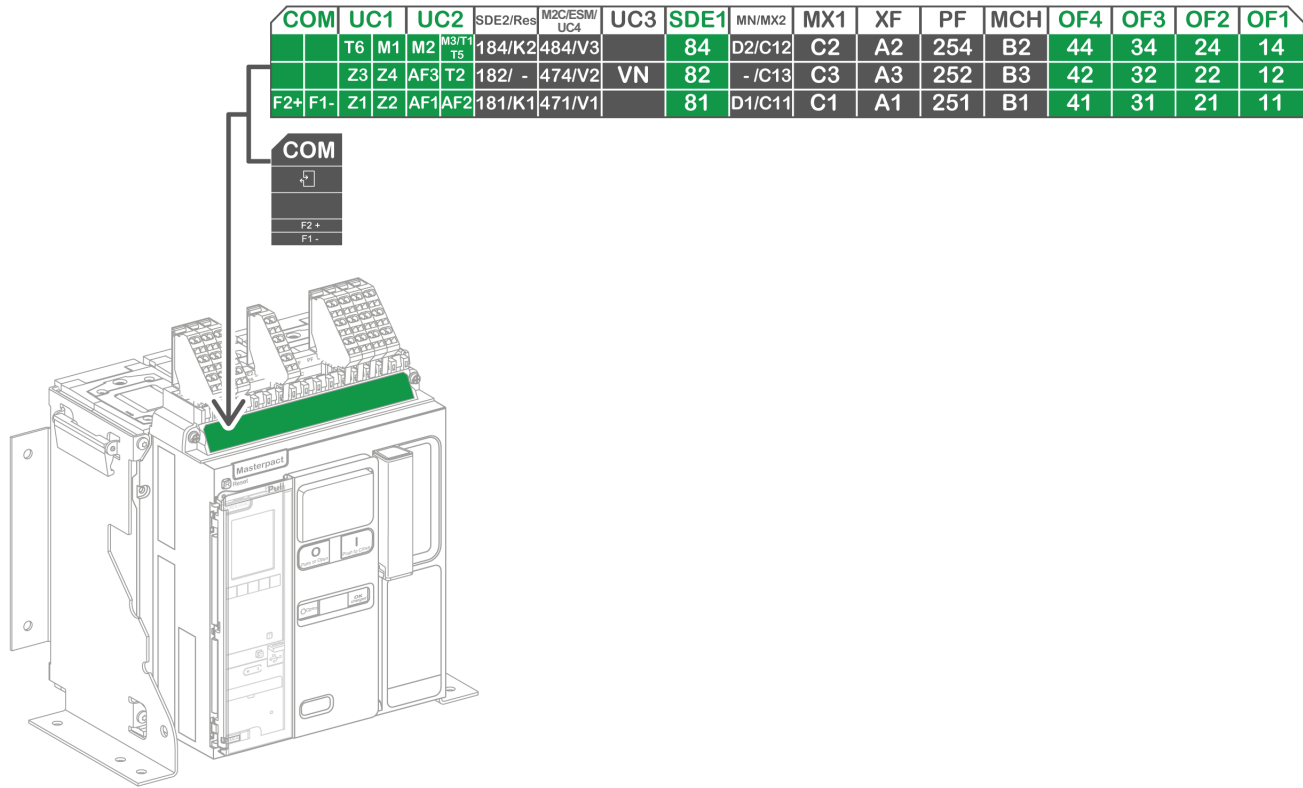 COM UC1 UC2 SDE2/Res M2C/ESM/UC4 UC3 SDE1 MN/MX2 MX1 XF PF MCH OF4 OF3 OF2 OF1
T6 M1 M2 M3/T1 T5 184/K2 484/V3 84 D2/C12 C2 A2 254 B2 44 34 24 14
Z3 Z4 AF3 T2 182/ - 474/V2 VN 82 - /C13 C3 A3 252 B3 42 32 22 12
F2+ F1- Z1 Z2 AF1 AF2 181/K1 471/V1 81 D1/C11 C1 A1 251 B1 41 31 21 11
COM
F2 +
F1 -
PF
Masterpact
Reset
Pull
O
I